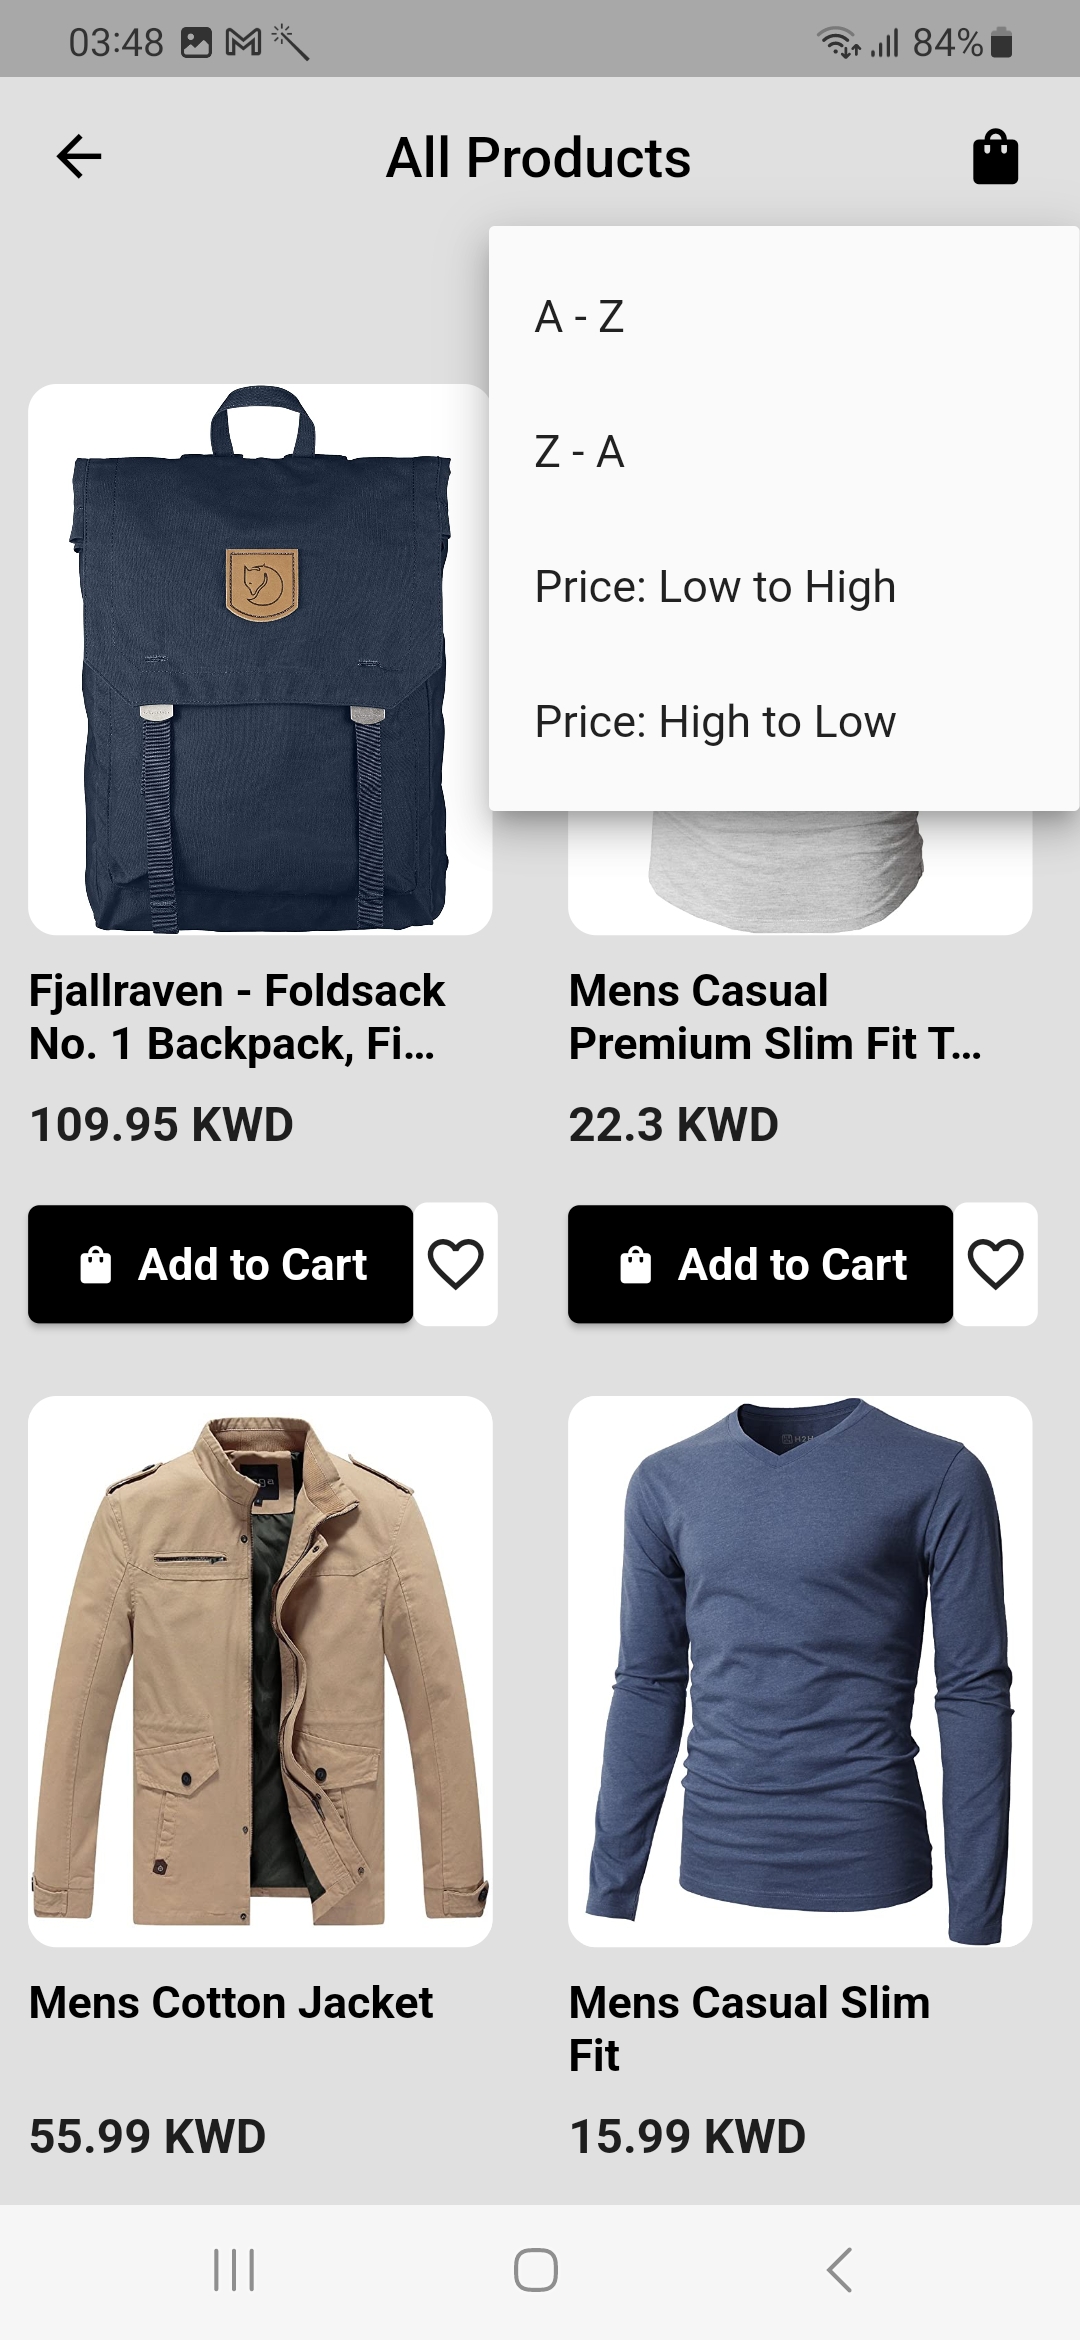 03:48
84%
All Products
A - Z
Z - A
Price: Low to High
Price: High to Low
Fjallraven - Foldsack
No. 1 Backpack, Fi...
109.95 KWD
Mens Casual
Premium Slim Fit T...
22.3 KWD
Add to Cart
Add to Cart
H2H
Mens Cotton Jacket
55.99 KWD
Mens Casual Slim
Fit
15.99 KWD